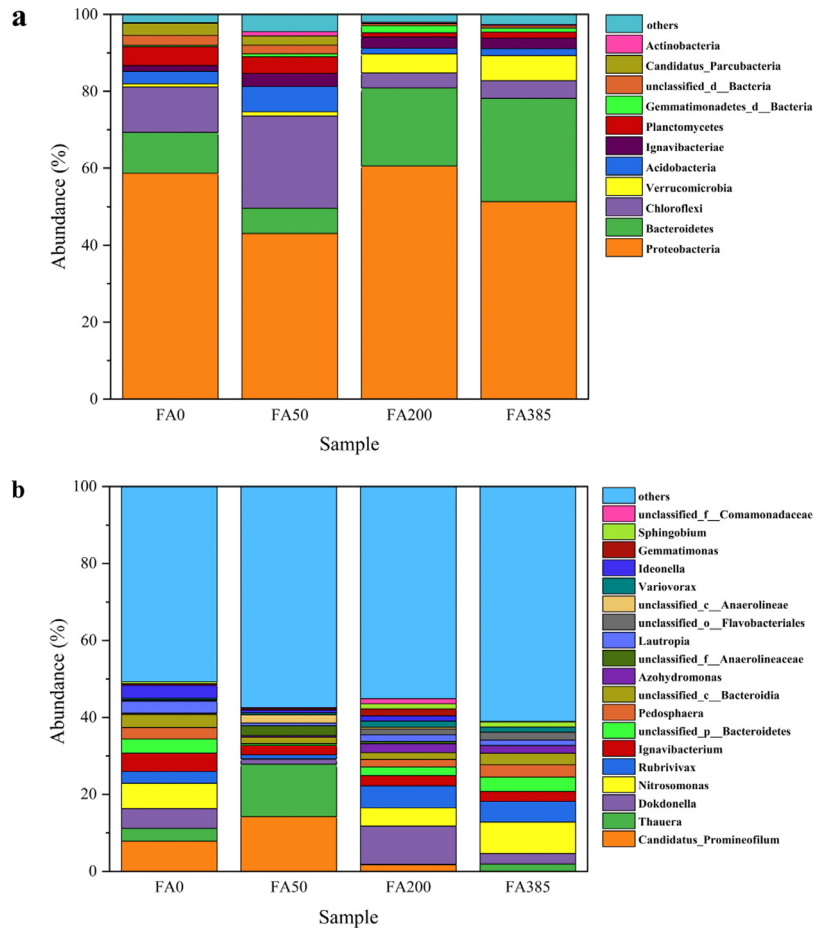 a
100
80
60
40
20
0
Abundance (%)
FA0 FA50 FA200 FA385
Sample
others
Actinobacteria
Candidatus_Parcubacteria
unclassified_d__Bacteria
Gemmatimonadetes_d__Bacteria
Planctomycetes
Ignavibacteriae
Acidobacteria
Verrucomicrobia
Chloroflexi
Bacteroidetes
Proteobacteria
b
100
80
60
40
20
0
Abundance (%)
FA0 FA50 FA200 FA385
Sample
others
unclassified_f__Comamonadaceae
Sphingobium
Gemmatimonas
Ideonella
Variovorax
unclassified_c__Anaerolineae
unclassified_o__Flavobacteriales
Lautropia
unclassified_f__Anaerolineaceae
Azohydromonas
unclassified_c__Bacteroidia
Pedosphaera
unclassified_p__Bacteroidetes
Ignavibacterium
Rubrivivax
Nitrosomonas
Dokdonella
Thauera
Candidatus_Promineofilum